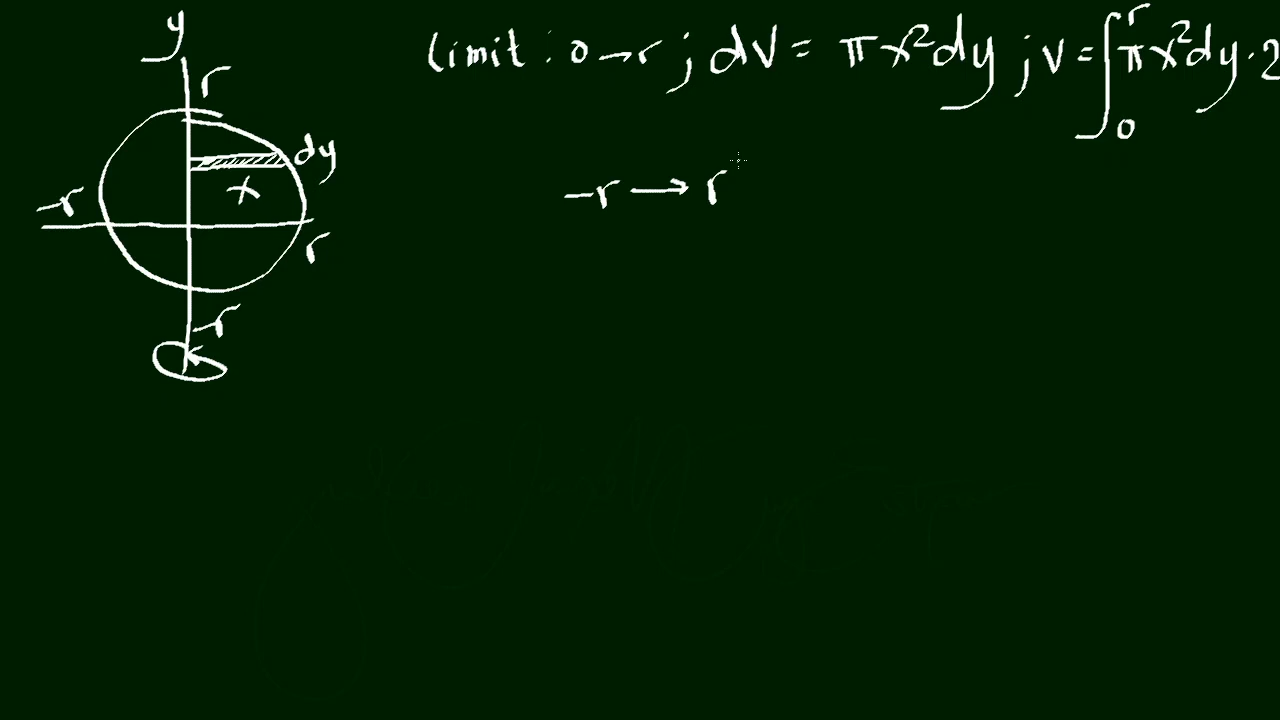 y
r
limit : 0 → r ; dV = πx²dy ; V = ∫₀ʳ πx²dy · 2
dy
x
-r
-r → r
r
-r